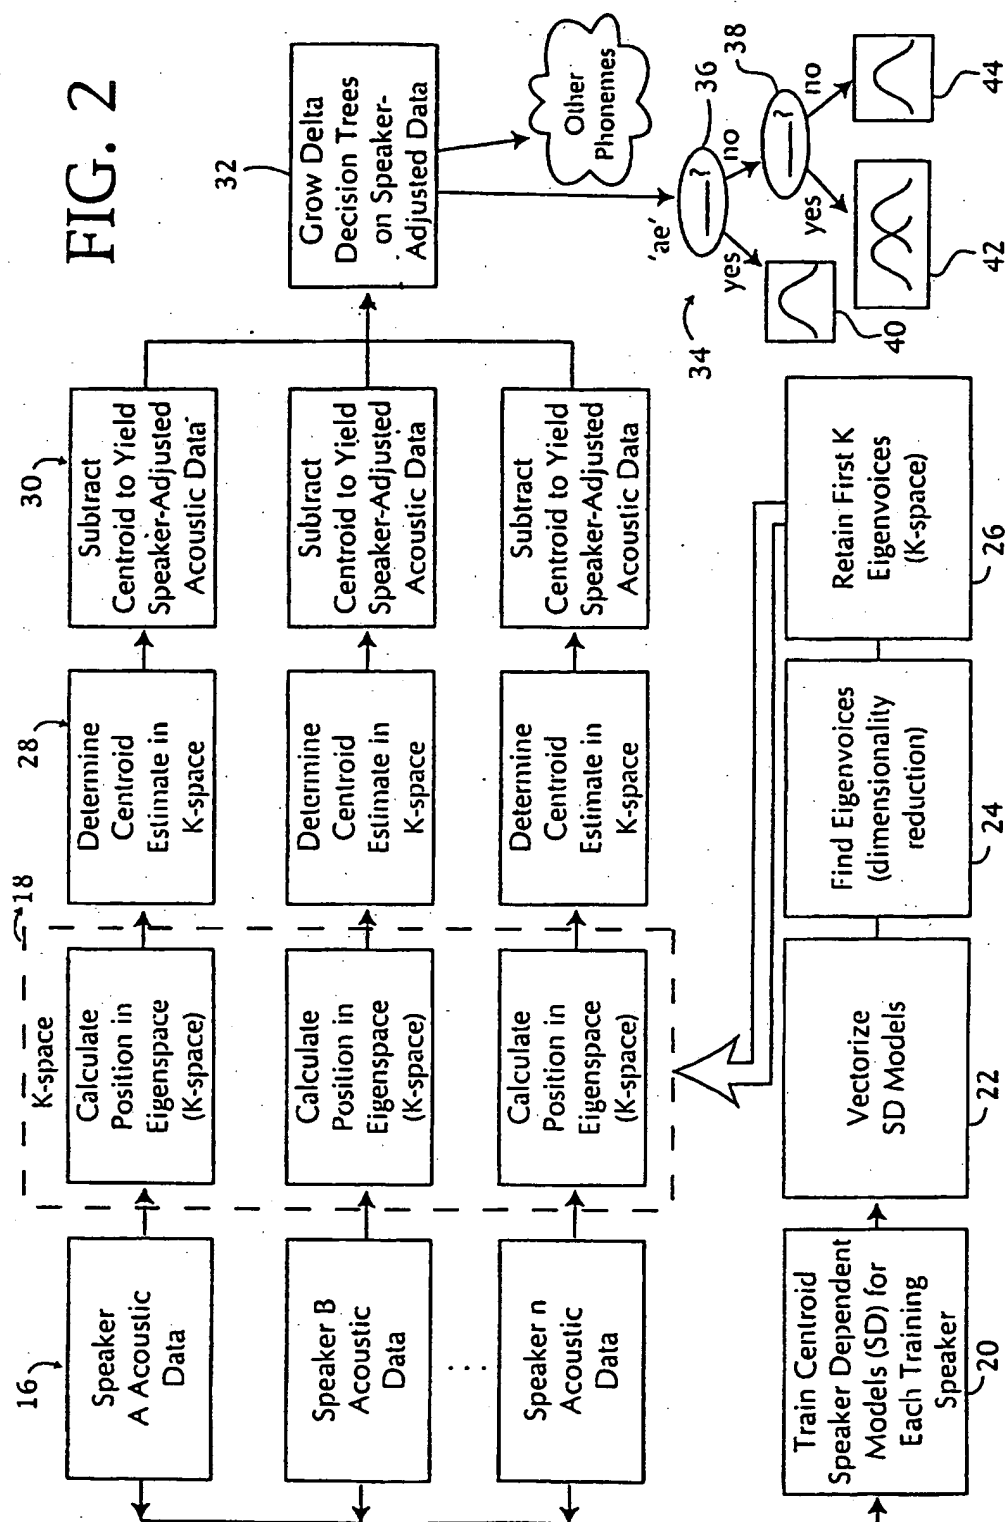 FIG. 2
16
Speaker
A Acoustic
Data
Speaker B
Acoustic
Data
Speaker n
Acoustic
Data
18
K-space
Calculate
Position in
Eigenspace
(K-space)
Calculate
Position in
Eigenspace
(K-space)
Calculate
Position in
Eigenspace
(K-space)
28
Determine
Centroid
Estimate in
K-space
Determine
Centroid
Estimate in
K-space
Determine
Centroid
Estimate in
K-space
30
Subtract
Centroid to Yield
Speaker-Adjusted
Acoustic Data
Subtract
Centroid to Yield
Speaker-Adjusted
Acoustic Data
Subtract
Centroid to Yield
Speaker-Adjusted
Acoustic Data
32
Grow Delta
Decision Trees
on Speaker-
Adjusted Data
Other
Phonemes
'ae'
34
?
36
yes
no
?
38
yes
no
40
42
44
Train Centroid
Speaker Dependent
Models (SD) for
Each Training
Speaker
20
Vectorize
SD Models
22
Find Eigenvoices
(dimensionality
reduction)
24
Retain First K
Eigenvoices
(K-space)
26